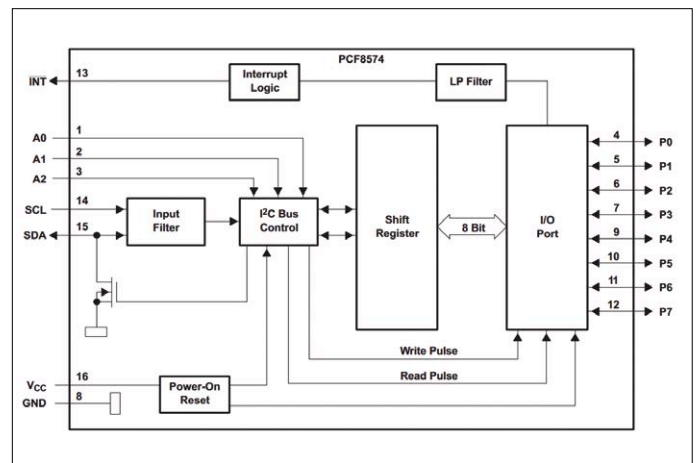 PCF8574
INT 13
Interrupt
Logic
LP Filter
A0 1
A1 2
A2 3
SCL 14
SDA 15
Input
Filter
I²C Bus
Control
Shift
Register
8 Bit
I/O
Port
4 P0
5 P1
6 P2
7 P3
9 P4
10 P5
11 P6
12 P7
Write Pulse
Read Pulse
VCC 16
GND 8
Power-On
Reset